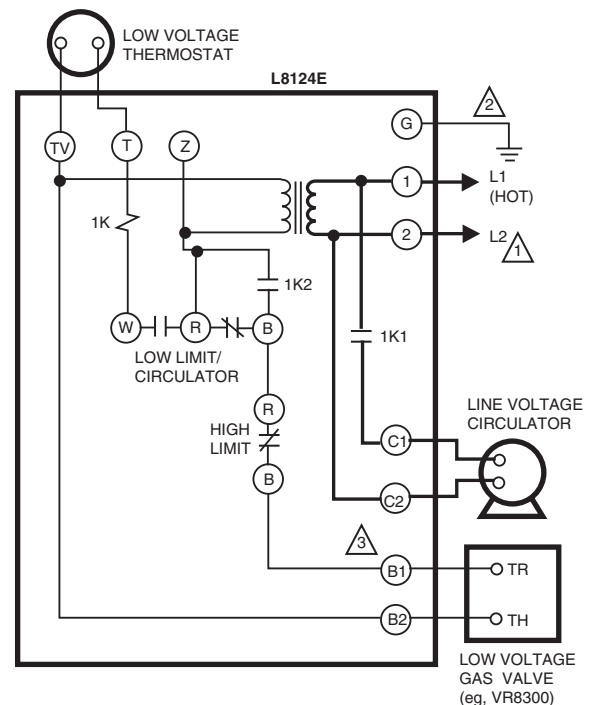 LOW VOLTAGE
THERMOSTAT
L8124E
2
G
TV
T
Z
1
L1
(HOT)
1K
2
L2
1
1K2
W
R
B
1K1
LOW LIMIT/
CIRCULATOR
R
LINE VOLTAGE
CIRCULATOR
HIGH
LIMIT
C1
B
C2
3
B1
TR
B2
TH
LOW VOLTAGE
GAS VALVE
(eg, VR8300)